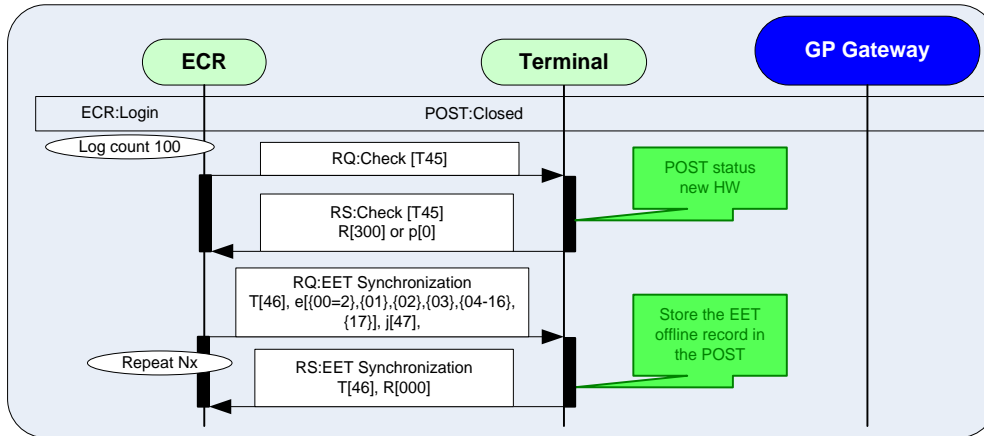 ECR
Terminal
GP Gateway
ECR:Login
POST:Closed
Log count 100
RQ:Check [T45]
POST status
new HW
RS:Check [T45]
R[300] or p[0]
RQ:EET Synchronization
T[46], e[{00=2},{01},{02},{03},{04-16},
{17}], j[47],
Store the EET
offline record in
the POST
Repeat Nx
RS:EET Synchronization
T[46], R[000]